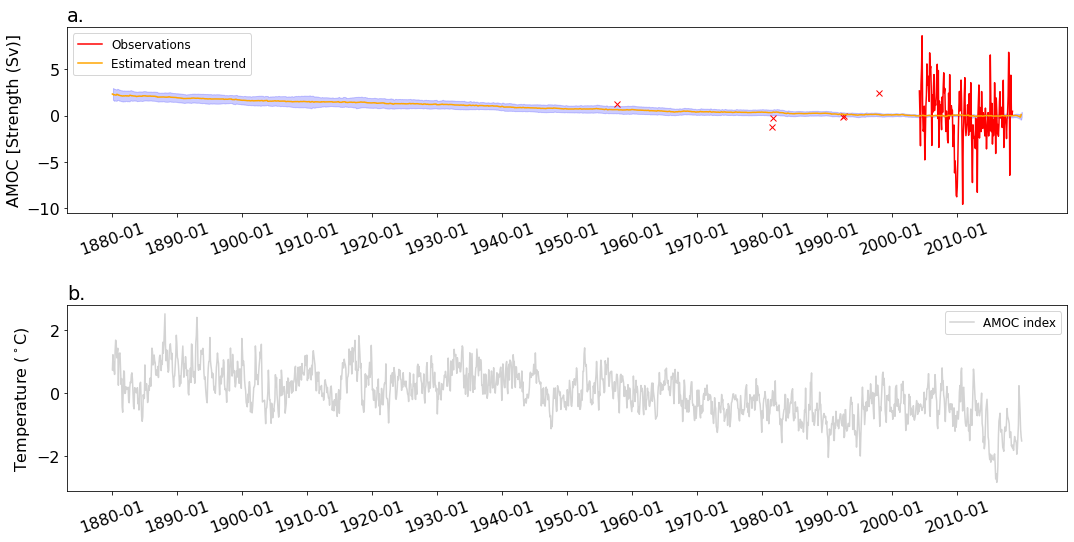 a.
Observations
Estimated mean trend
AMOC [Strength (Sv)]
5
0
−5
−10
1880-01 1890-01 1900-01 1910-01 1920-01 1930-01 1940-01 1950-01 1960-01 1970-01 1980-01 1990-01 2000-01 2010-01
b.
AMOC index
Temperature (˚C)
2
0
−2
1880-01 1890-01 1900-01 1910-01 1920-01 1930-01 1940-01 1950-01 1960-01 1970-01 1980-01 1990-01 2000-01 2010-01